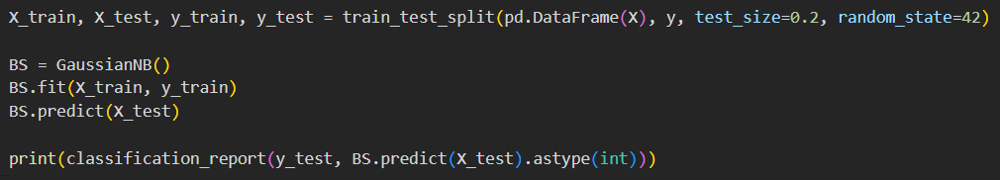 X_train, X_test, y_train, y_test = train_test_split(pd.DataFrame(X), y, test_size=0.2, random_state=42)
BS = GaussianNB()
BS.fit(X_train, y_train)
BS.predict(X_test)
print(classification_report(y_test, BS.predict(X_test).astype(int)))